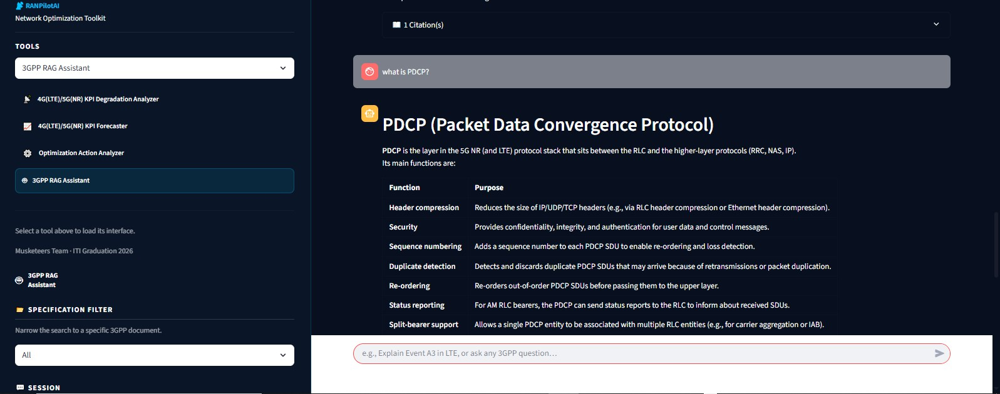 RANPilotAI
Network Optimization Toolkit
TOOLS
3GPP RAG Assistant
4G(LTE)/5G(NR) KPI Degradation Analyzer
4G(LTE)/5G(NR) KPI Forecaster
Optimization Action Analyzer
3GPP RAG Assistant
Select a tool above to load its interface.
Musketeers Team · ITI Graduation 2026
3GPP RAG
Assistant
SPECIFICATION FILTER
Narrow the search to a specific 3GPP document.
All
SESSION
1 Citation(s)
what is PDCP?
PDCP (Packet Data Convergence Protocol)
PDCP is the layer in the 5G NR (and LTE) protocol stack that sits between the RLC and the higher-layer protocols (RRC, NAS, IP).
Its main functions are:
Function Purpose
Header compression Reduces the size of IP/UDP/TCP headers (e.g., via RLC header compression or Ethernet header compression).
Security Provides confidentiality, integrity, and authentication for user data and control messages.
Sequence numbering Adds a sequence number to each PDCP SDU to enable re-ordering and loss detection.
Duplicate detection Detects and discards duplicate PDCP SDUs that may arrive because of retransmissions or packet duplication.
Re-ordering Re-orders out-of-order PDCP SDUs before passing them to the upper layer.
Status reporting For AM RLC bearers, the PDCP can send status reports to the RLC to inform about received SDUs.
Split-bearer support Allows a single PDCP entity to be associated with multiple RLC entities (e.g., for carrier aggregation or IAB).
e.g., Explain Event A3 in LTE, or ask any 3GPP question…